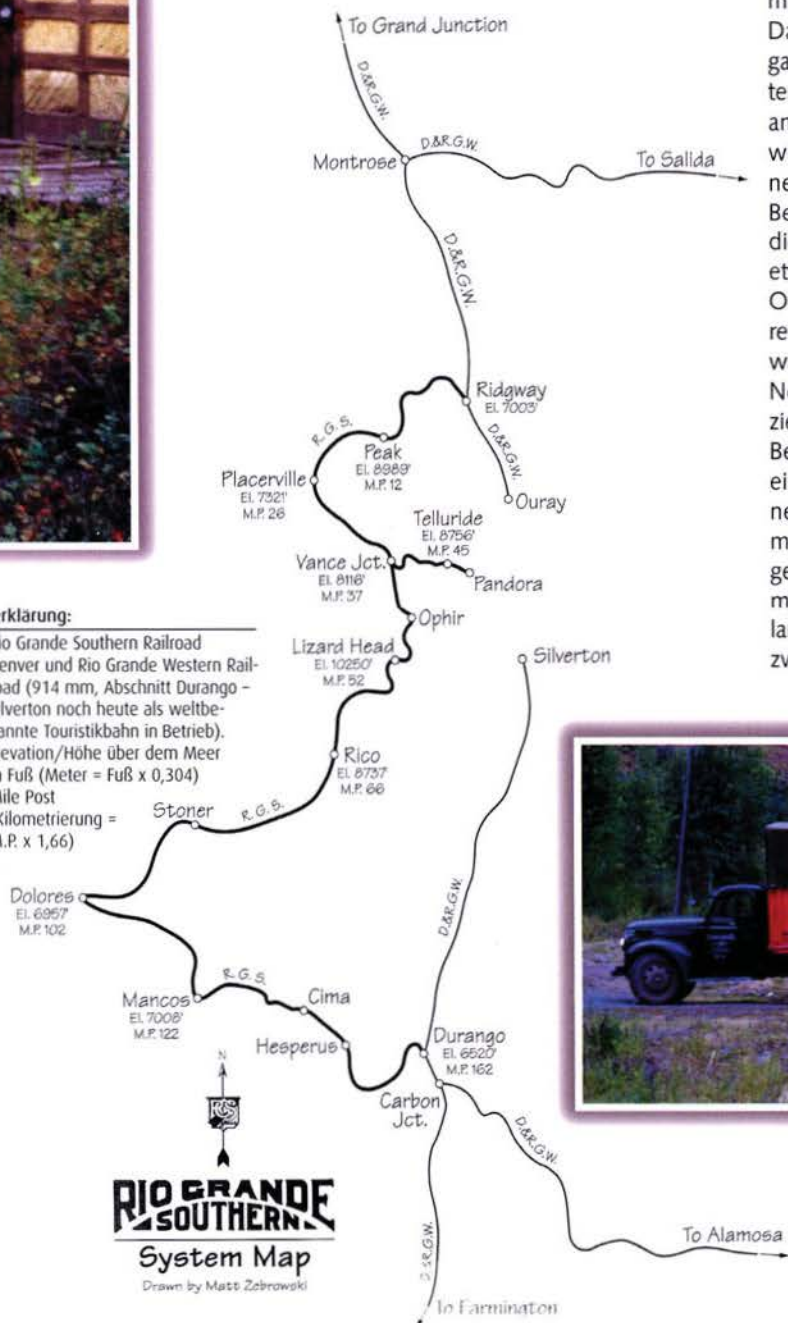 To Grand Junction
D.&R.G.W.
D.&R.G.W.
Montrose
To Salida
D.&R.G.W.
Ridgway
El. 7003'
R.G.S.
Peak
El. 8989'
M.P. 12
D.&R.G.W.
Placerville
El. 7321'
M.P. 26
Ouray
Telluride
El. 8756'
M.P. 45
Vance Jct.
El. 8116'
M.P. 37
Pandora
Ophir
erklärung:
io Grande Southern Railroad
enver und Rio Grande Western Rail-
oad (914 mm, Abschnitt Durango –
ilverton noch heute als weltbe-
annte Touristikbahn in Betrieb).
evation/Höhe über dem Meer
n Fuß (Meter = Fuß x 0,304)
Mile Post
Kilometrierung =
M.P. x 1,66)
Lizard Head
El. 10250'
M.P. 52
Silverton
Rico
El. 8737'
M.P. 66
Stoner
R.G.S.
Dolores
El. 6957'
M.P. 102
D.&R.G.W.
Mancos
El. 7008'
M.P. 122
R.G.S.
Cima
Hesperus
Durango
El. 6520'
M.P. 162
Carbon
Jct.
D.&R.G.W.
N
RIO GRANDE
SOUTHERN
System Map
Drawn by Matt Zebrowski
D.&R.G.W.
To Alamosa
To Farmington